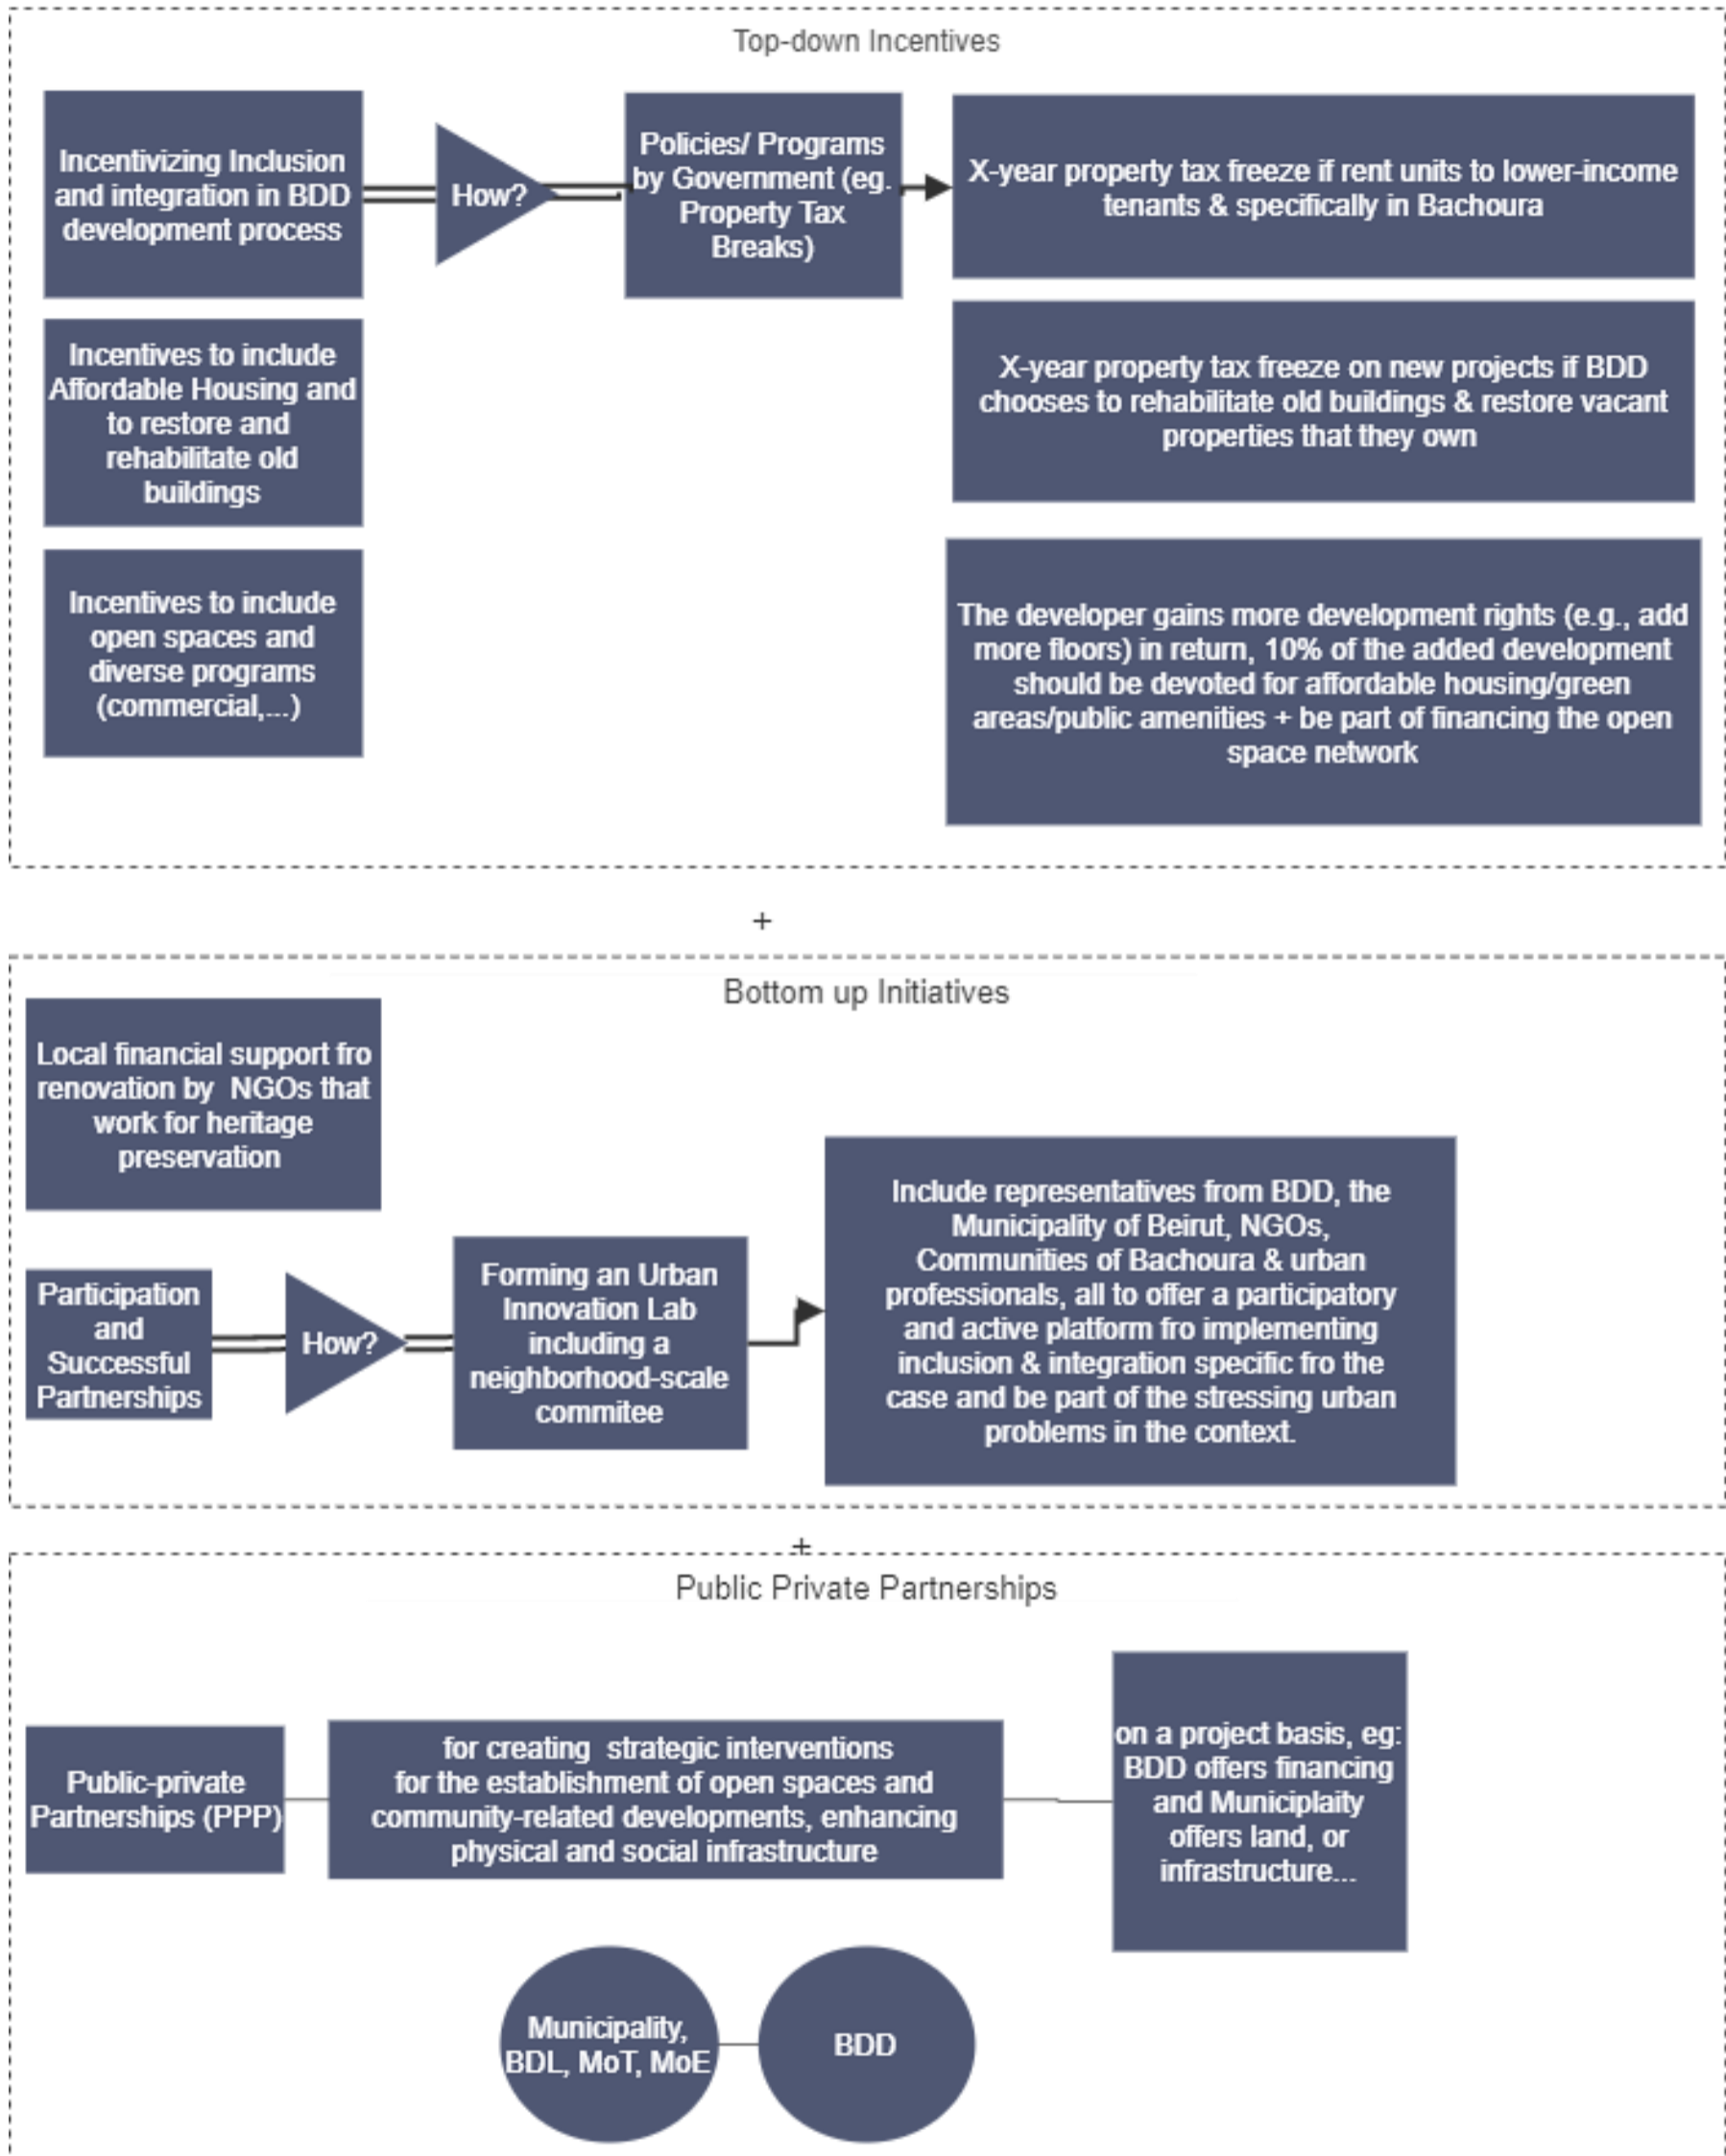 Top-down Incentives
Incentivizing Inclusion
and integration in BDD
development process
How?
Policies/ Programs
by Government (eg.
Property Tax
Breaks)
X-year property tax freeze if rent units to lower-income
tenants & specifically in Bachoura
Incentives to include
Affordable Housing and
to restore and
rehabilitate old
buildings
X-year property tax freeze on new projects if BDD
chooses to rehabilitate old buildings & restore vacant
properties that they own
Incentives to include
open spaces and
diverse programs
(commercial,...)
The developer gains more development rights (e.g., add
more floors) in return, 10% of the added development
should be devoted for affordable housing/green
areas/public amenities + be part of financing the open
space network
+
Bottom up Initiatives
Local financial support fro
renovation by NGOs that
work for heritage
preservation
Participation
and
Successful
Partnerships
How?
Forming an Urban
Innovation Lab
including a
neighborhood-scale
commitee
Include representatives from BDD, the
Municipality of Beirut, NGOs,
Communities of Bachoura & urban
professionals, all to offer a participatory
and active platform fro implementing
inclusion & integration specific fro the
case and be part of the stressing urban
problems in the context.
+
Public Private Partnerships
Public-private
Partnerships (PPP)
for creating strategic interventions
for the establishment of open spaces and
community-related developments, enhancing
physical and social infrastructure
on a project basis, eg:
BDD offers financing
and Municiplaity
offers land, or
infrastructure...
Municipality,
BDL, MoT, MoE
BDD